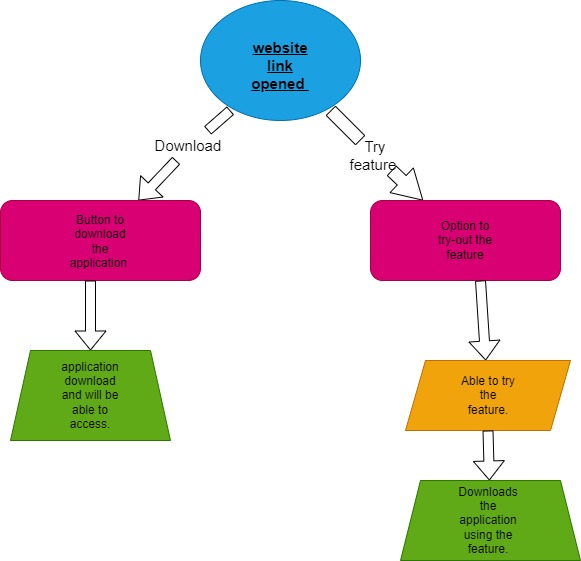 website
link
opened
Download
Try
feature
Button to
download
the
application
Option to
try-out the
feature
application
download
and will be
able to
access.
Able to try
the
feature.
Downloads
the
application
using the
feature.